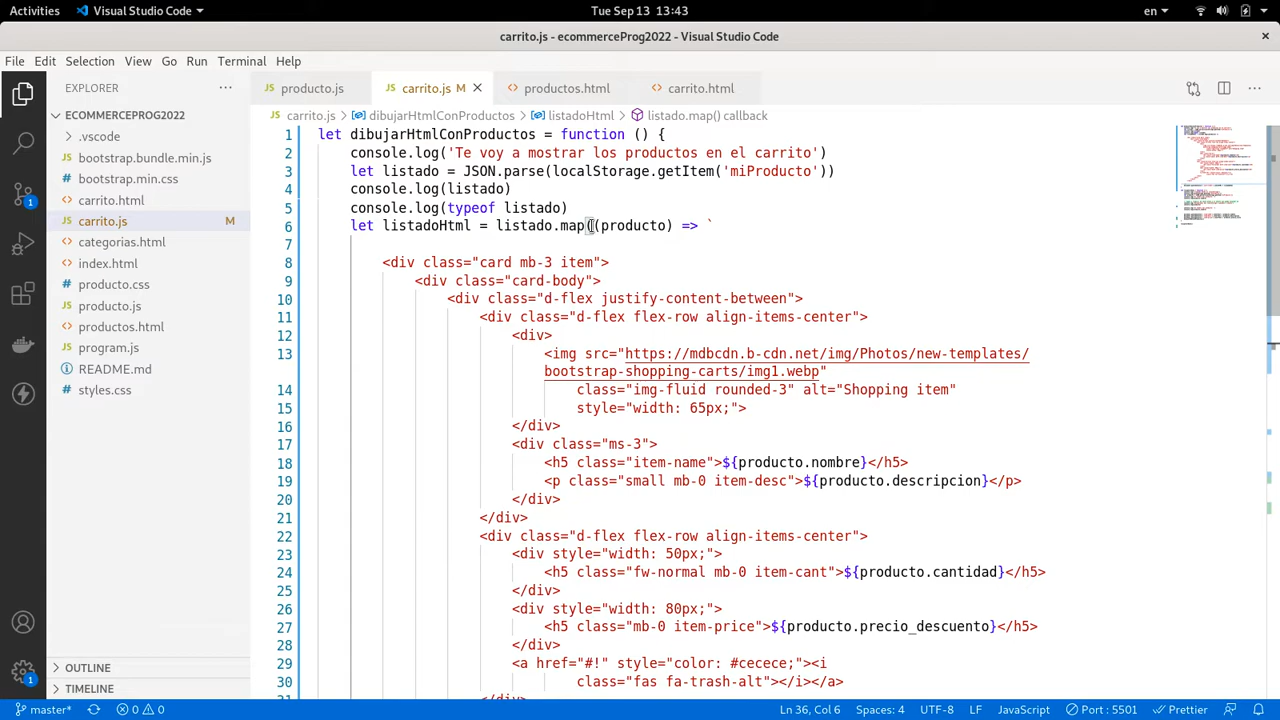 Activities Visual Studio Code Tue Sep 13 13:43 en
carrito.js - ecommerceProg2022 - Visual Studio Code ×
File Edit Selection View Go Run Terminal Help
EXPLORER ···
producto.js carrito.js M × productos.html carrito.html ···
ECOMMERCEPROG2022
carrito.js > dibujarHtmlConProductos > listadoHtml > listado.map() callback
.vscode
bootstrap.bundle.min.js
bootstrap.min.css
carrito.html
carrito.js M
categorias.html
index.html
producto.css
producto.js
productos.html
program.js
README.md
styles.css
OUTLINE
TIMELINE
1
1
1 let dibujarHtmlConProductos = function () {
2 console.log('Te voy a mostrar los productos en el carrito')
3 let listado = JSON.parse(localStorage.getItem('miProducto'))
4 console.log(listado)
5 console.log(typeof listado)
6 let listadoHtml = listado.map((producto) => `
7
8 <div class="card mb-3 item">
9 <div class="card-body">
10 <div class="d-flex justify-content-between">
11 <div class="d-flex flex-row align-items-center">
12 <div>
13 <img src="https://mdbcdn.b-cdn.net/img/Photos/new-templates/
bootstrap-shopping-carts/img1.webp"
14 class="img-fluid rounded-3" alt="Shopping item"
15 style="width: 65px;">
16 </div>
17 <div class="ms-3">
18 <h5 class="item-name">${producto.nombre}</h5>
19 <p class="small mb-0 item-desc">${producto.descripcion}</p>
20 </div>
21 </div>
22 <div class="d-flex flex-row align-items-center">
23 <div style="width: 50px;">
24 <h5 class="fw-normal mb-0 item-cant">${producto.cantidad}</h5>
25 </div>
26 <div style="width: 80px;">
27 <h5 class="mb-0 item-price">${producto.precio_descuento}</h5>
28 </div>
29 <a href="#!" style="color: #cecece;"><i
30 class="fas fa-trash-alt"></i></a>
31 </div>
master* 0 0 Ln 36, Col 6 Spaces: 4 UTF-8 LF JavaScript Port : 5501 Prettier